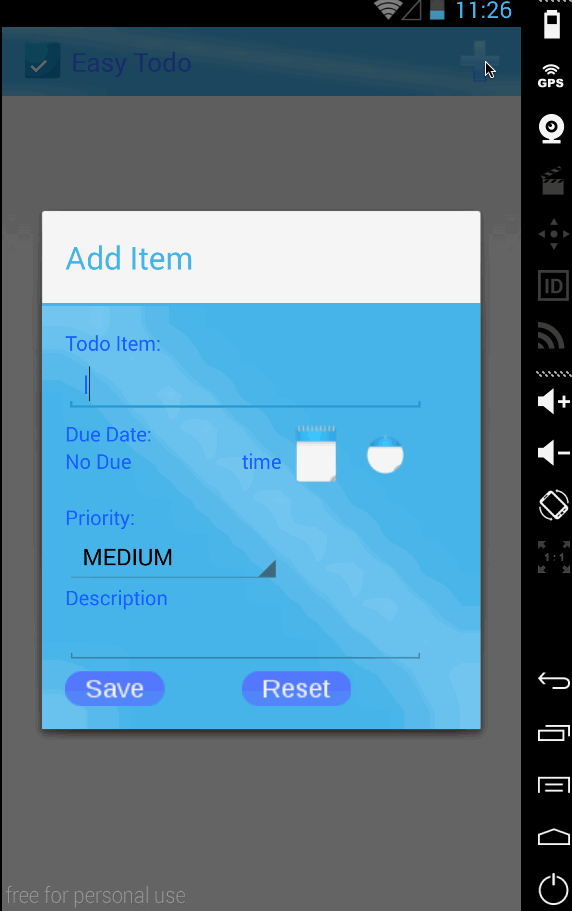 11:26
Easy Todo
GPS
Add Item
ID
Todo Item:
l
Due Date:
No Due time
Priority:
MEDIUM
1:1
Description
Save Reset
free for personal use